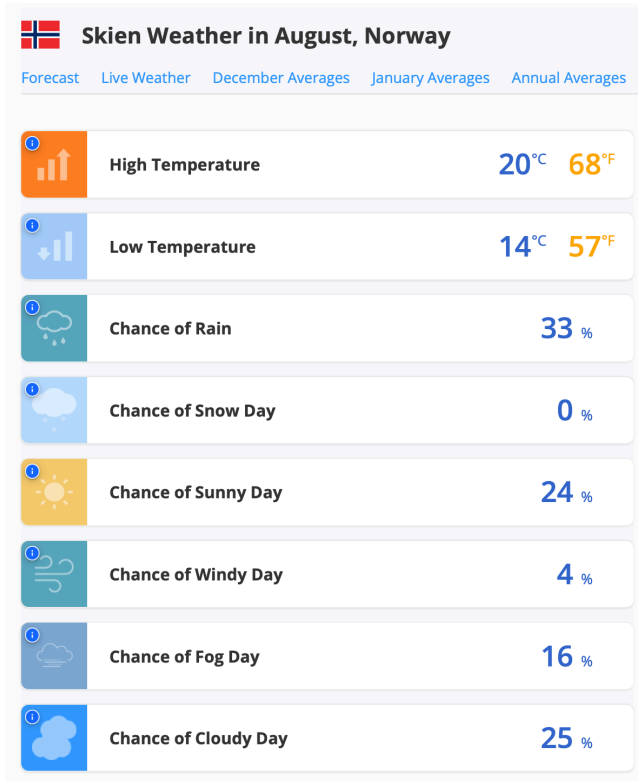 Skien Weather in August, Norway
Forecast Live Weather December Averages January Averages Annual Averages
High Temperature 20°C 68°F
Low Temperature 14°C 57°F
Chance of Rain 33 %
Chance of Snow Day 0 %
Chance of Sunny Day 24 %
Chance of Windy Day 4 %
Chance of Fog Day 16 %
Chance of Cloudy Day 25 %